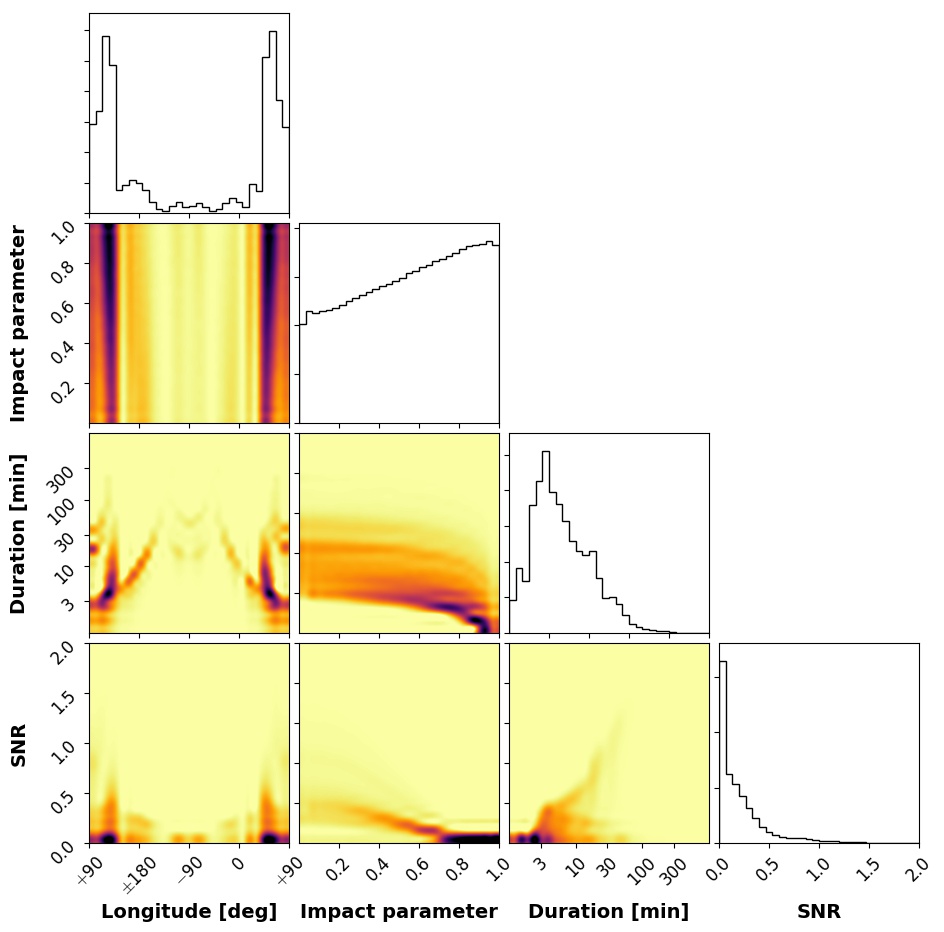 Impact parameter
1.0
0.8
0.6
0.4
0.2
Duration [min]
300
100
30
10
3
SNR
2.0
1.5
1.0
0.5
0.0
+90 ±180 −90 0 +90
0.2 0.4 0.6 0.8 1.0
3 10 30 100 300
0.0 0.5 1.0 1.5 2.0
Longitude [deg] Impact parameter Duration [min] SNR